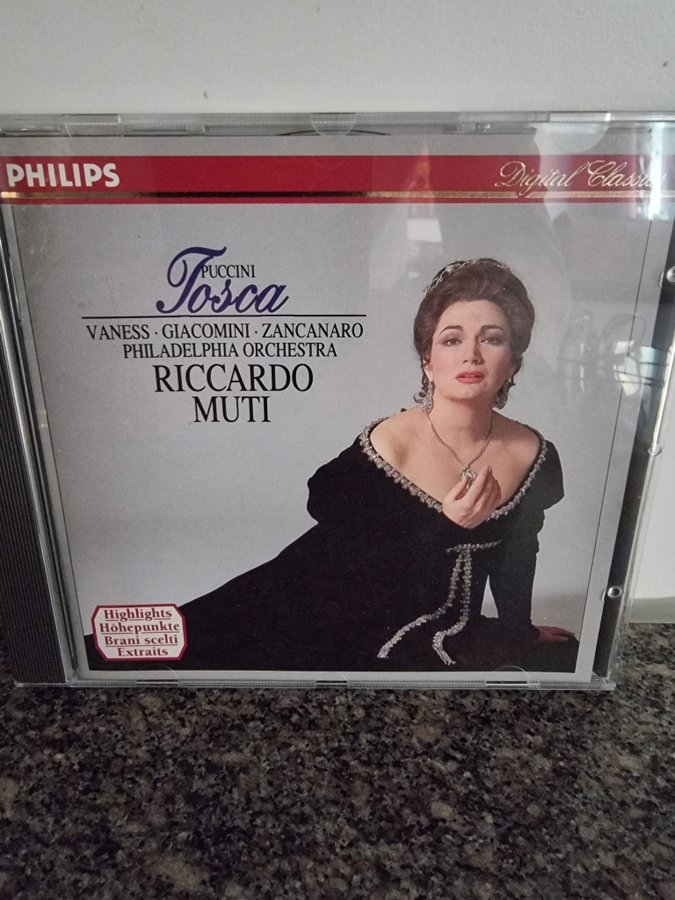 PHILIPS
Digital Classics
PUCCINI
Tosca
VANESS · GIACOMINI · ZANCANARO
PHILADELPHIA ORCHESTRA
RICCARDO
MUTI
Highlights
Höhepunkte
Brani scelti
Extraits